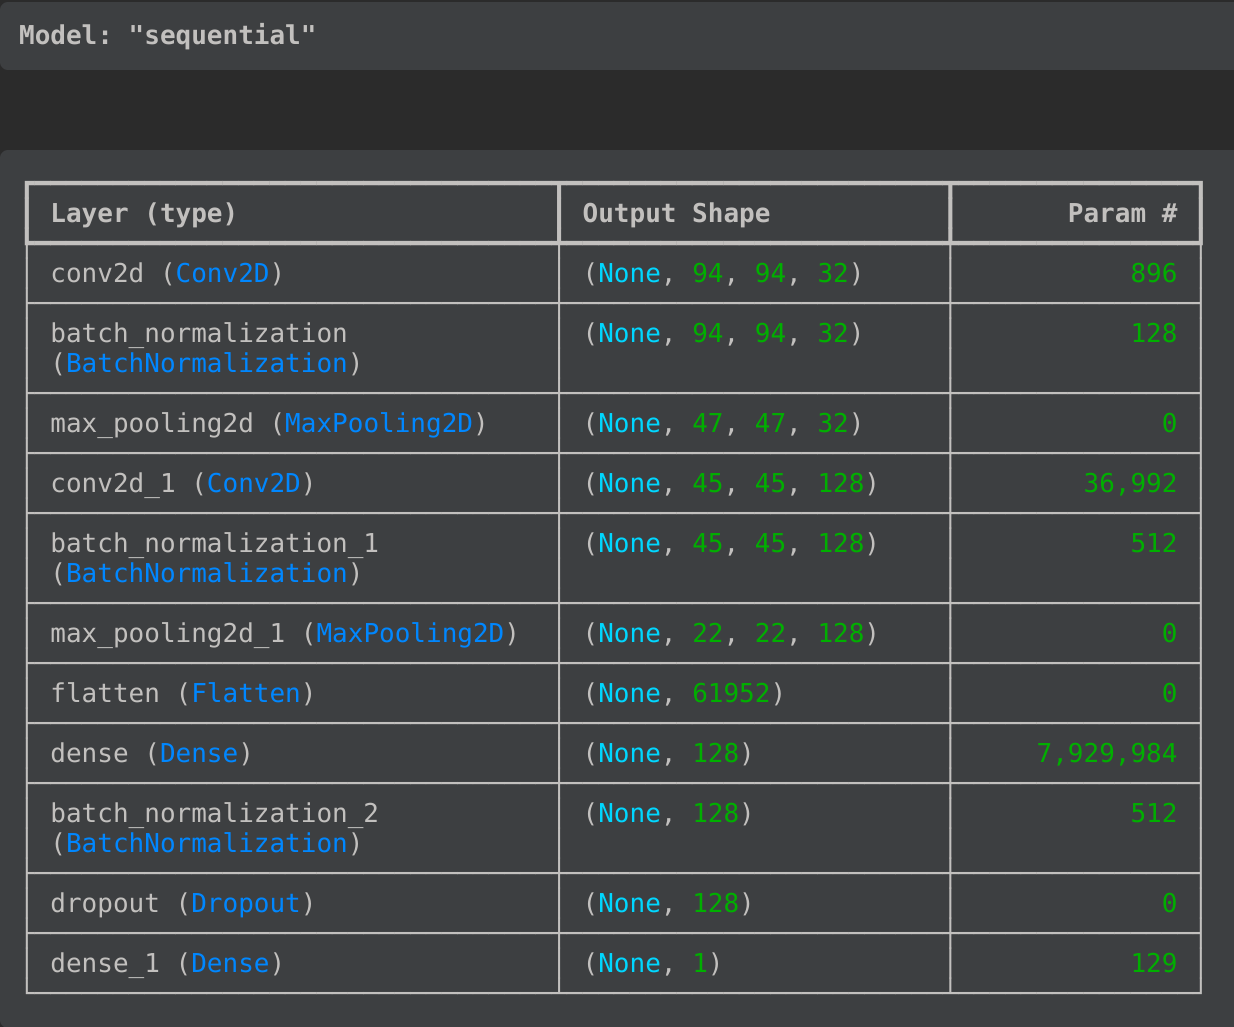 Model: "sequential"
Layer (type) Output Shape Param #
conv2d (Conv2D) (None, 94, 94, 32) 896
batch_normalization (None, 94, 94, 32) 128
(BatchNormalization)
max_pooling2d (MaxPooling2D) (None, 47, 47, 32) 0
conv2d_1 (Conv2D) (None, 45, 45, 128) 36,992
batch_normalization_1 (None, 45, 45, 128) 512
(BatchNormalization)
max_pooling2d_1 (MaxPooling2D) (None, 22, 22, 128) 0
flatten (Flatten) (None, 61952) 0
dense (Dense) (None, 128) 7,929,984
batch_normalization_2 (None, 128) 512
(BatchNormalization)
dropout (Dropout) (None, 128) 0
dense_1 (Dense) (None, 1) 129